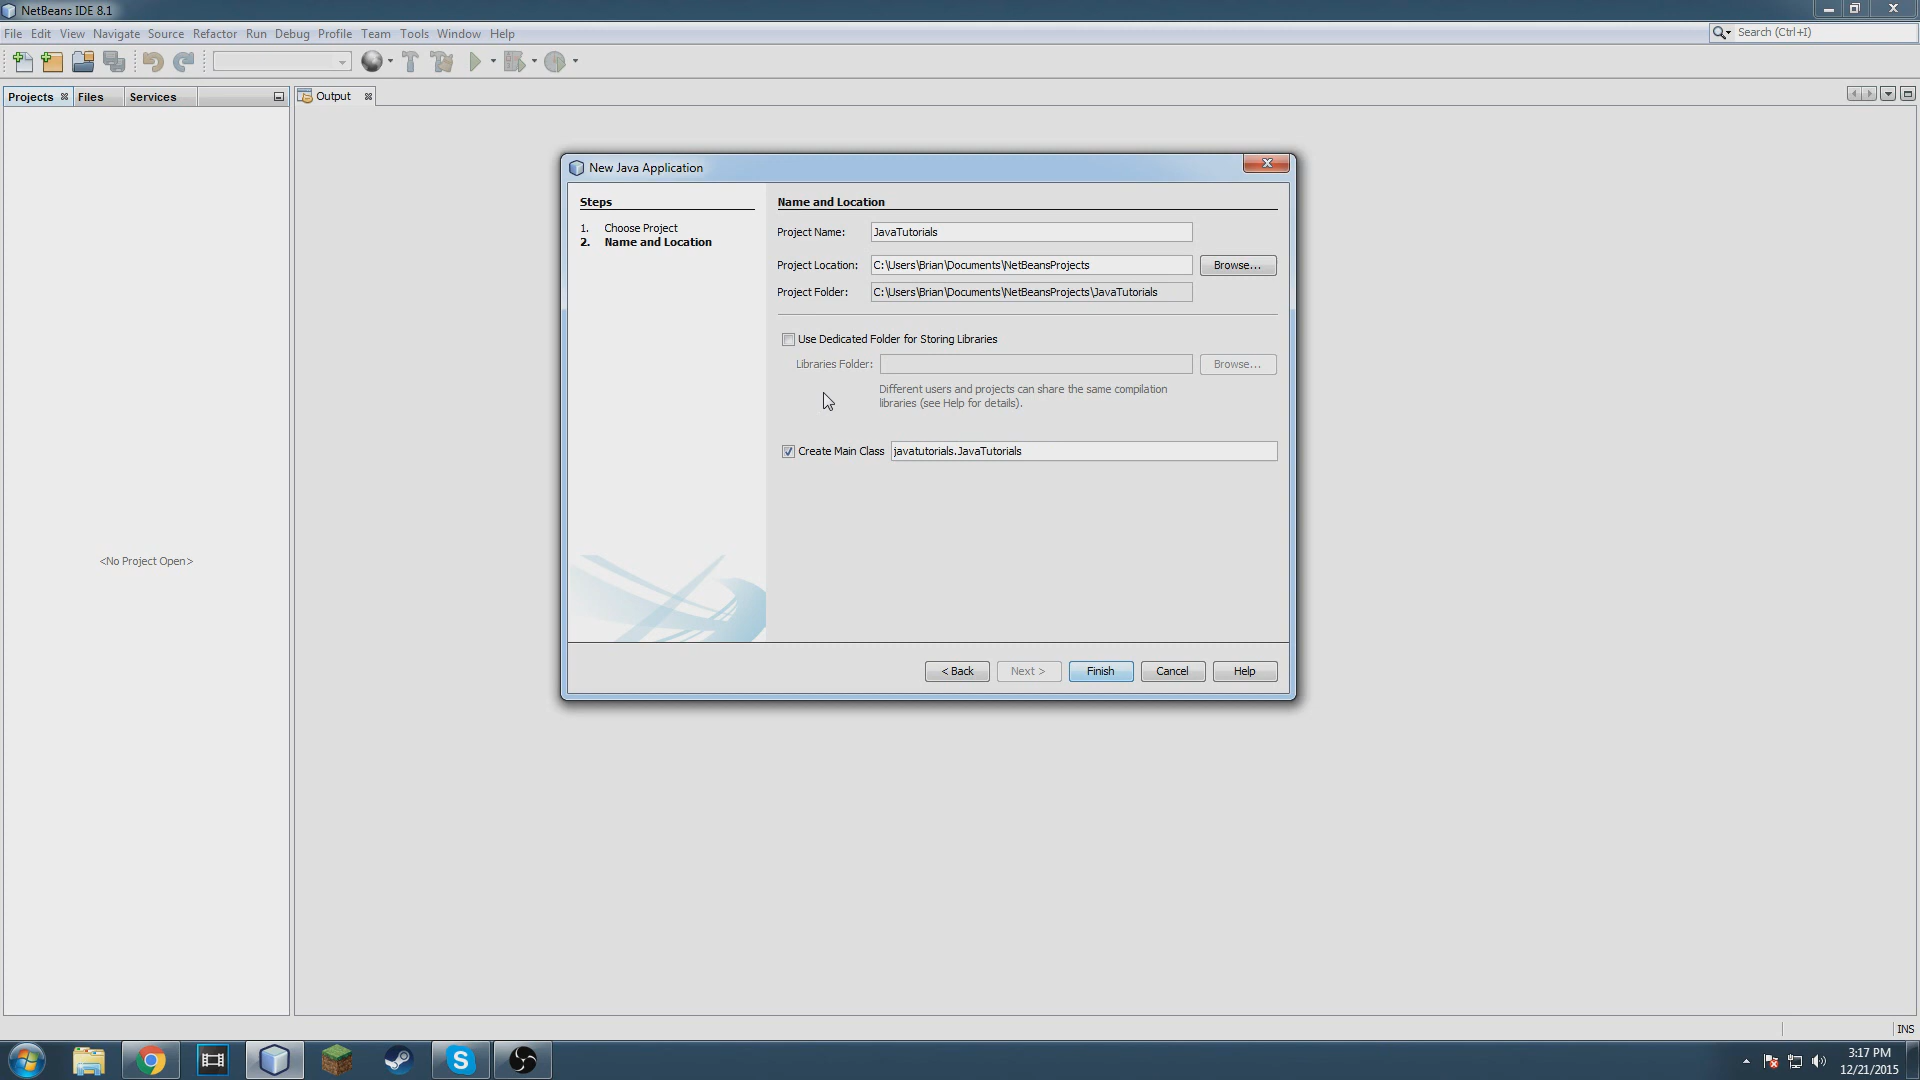 NetBeans IDE 8.1
File Edit View Navigate Source Refactor Run Debug Profile Team Tools Window Help
Search (Ctrl+I)
Projects Files Services
Output
<No Project Open>
New Java Application
Steps
1. Choose Project
2. Name and Location
Name and Location
Project Name: JavaTutorials
Project Location: C:\Users\Brian\Documents\NetBeansProjects Browse...
Project Folder: C:\Users\Brian\Documents\NetBeansProjects\JavaTutorials
Use Dedicated Folder for Storing Libraries
Libraries Folder: Browse...
Different users and projects can share the same compilation
libraries (see Help for details).
Create Main Class javatutorials.JavaTutorials
< Back Next > Finish Cancel Help
INS
3:17 PM
12/21/2015